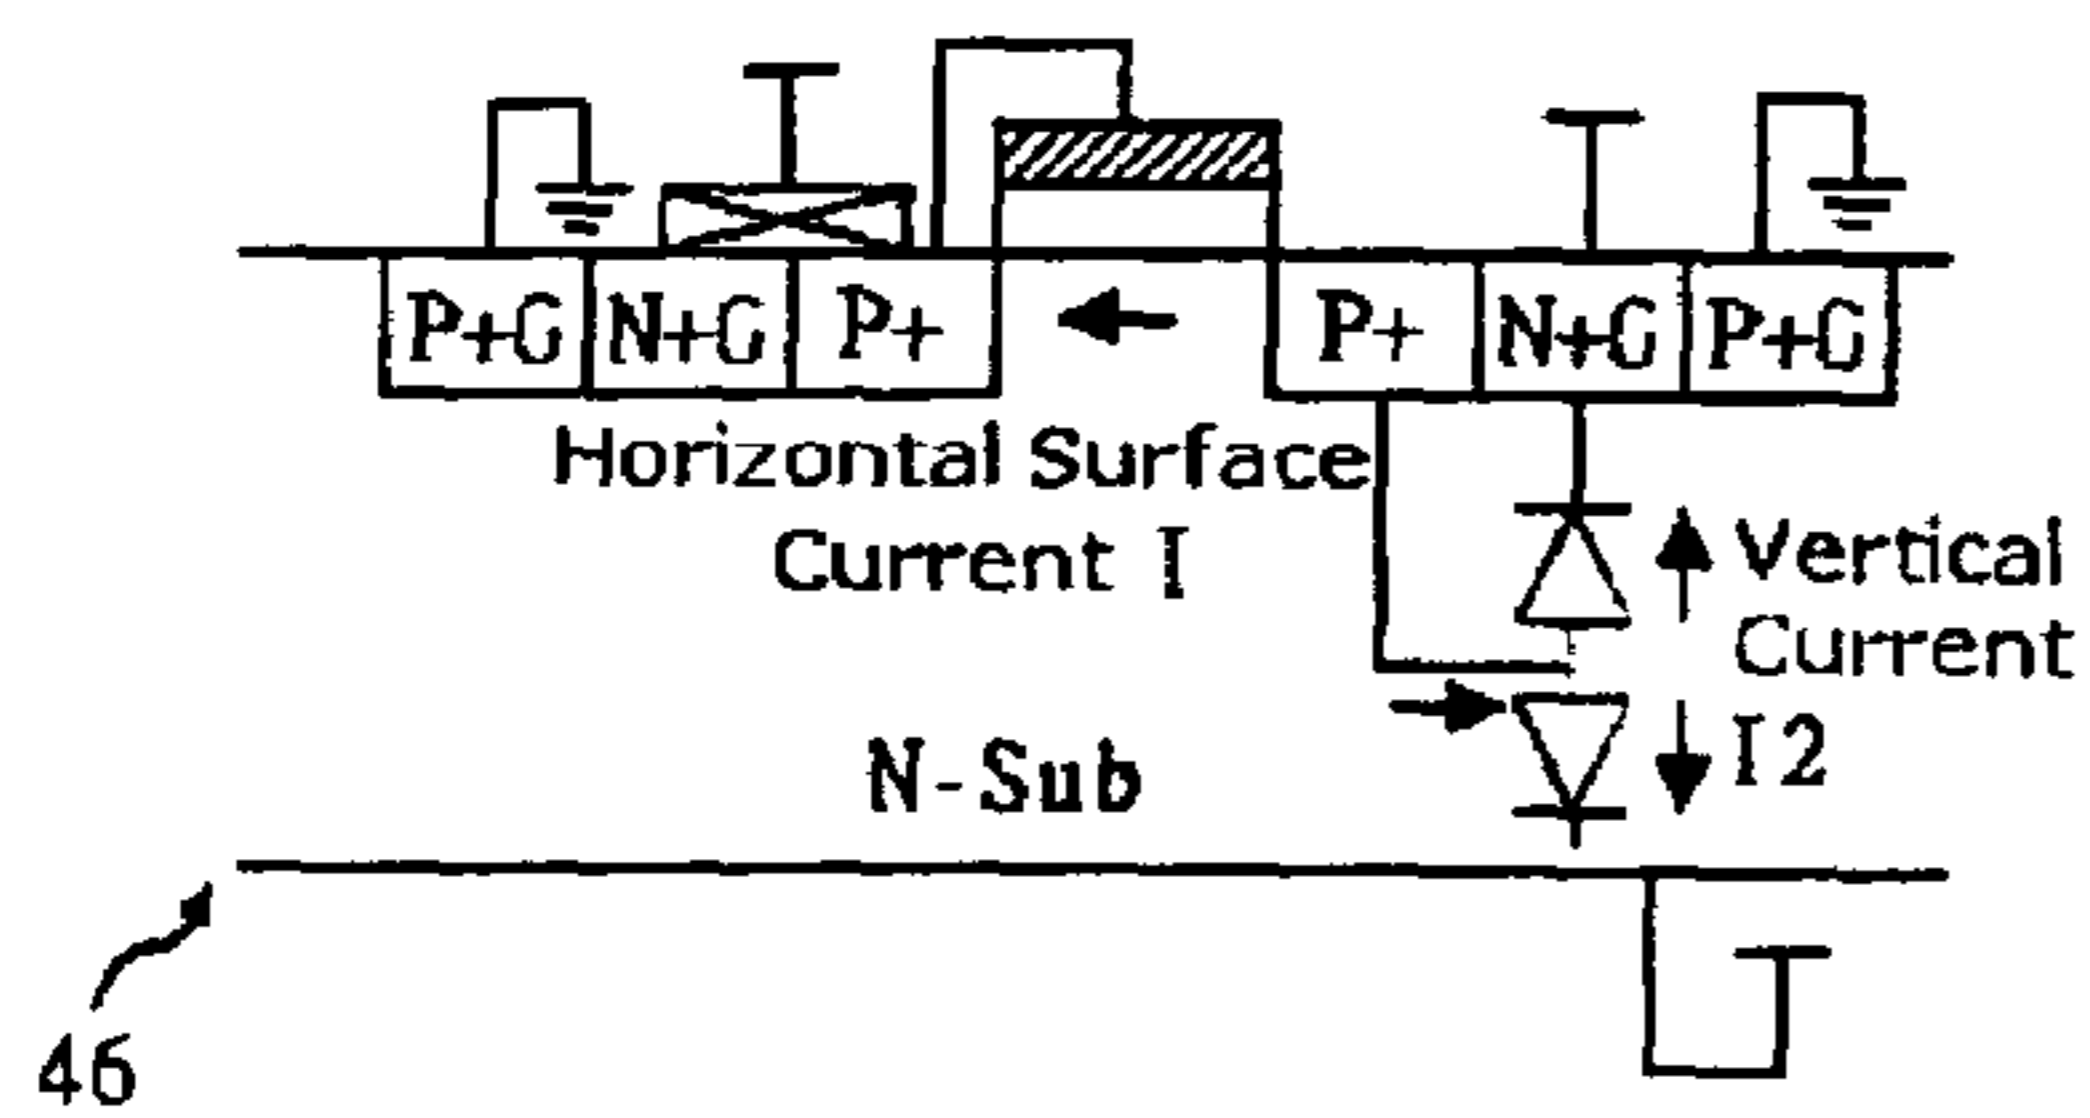 P+G N+G P+ P+ N+G P+G
Horizontal Surface
Current I
Vertical
Current
I2
N-Sub
46